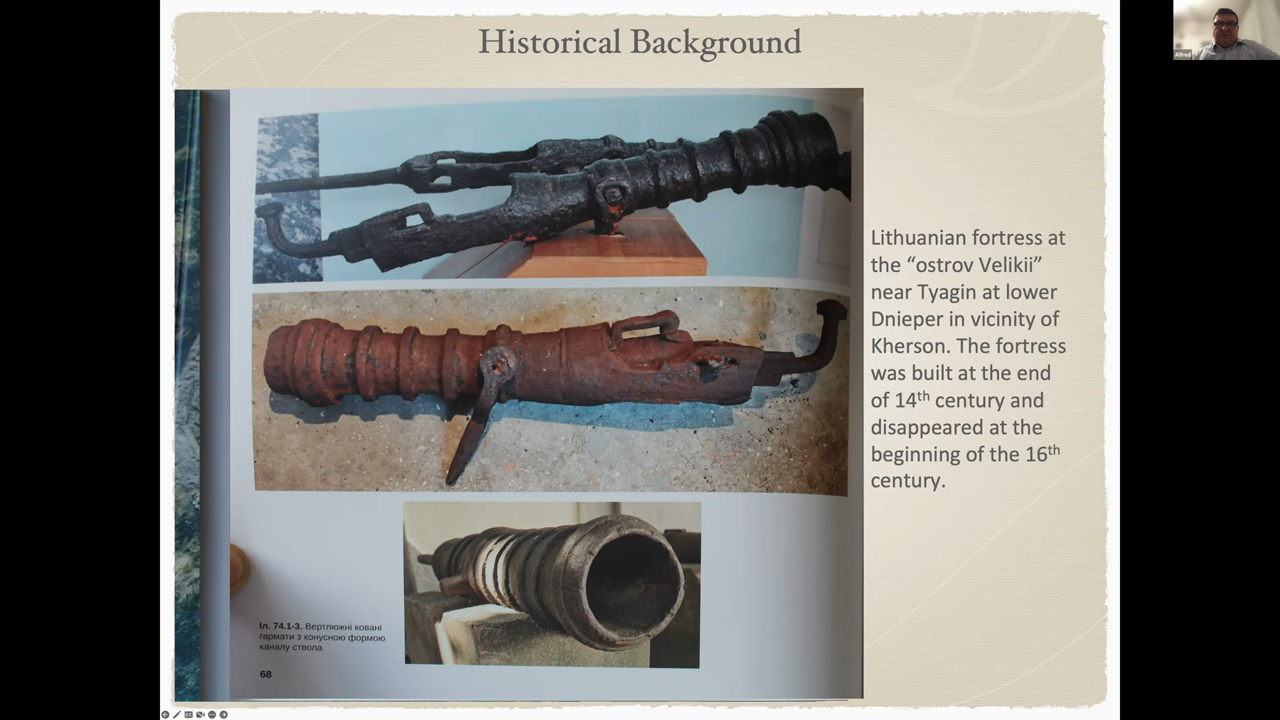 Historical Background
Alfred
Lithuanian fortress at
the “ostrov Velikii”
near Tyagin at lower
Dnieper in vicinity of
Kherson. The fortress
was built at the end
of 14th century and
disappeared at the
beginning of the 16th
century.
Іл. 74.1-3. Вертлюжні ковані
гармати з конусною формою
каналу ствола.
68